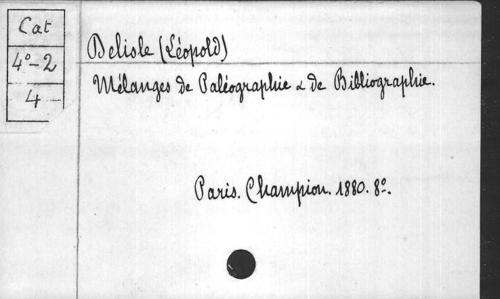 Cat
4°-2
4-
Delisle (Léopold)
Mélanges de Paléographie & de Bibliographie.
Paris. Champion. 1880. 8°.